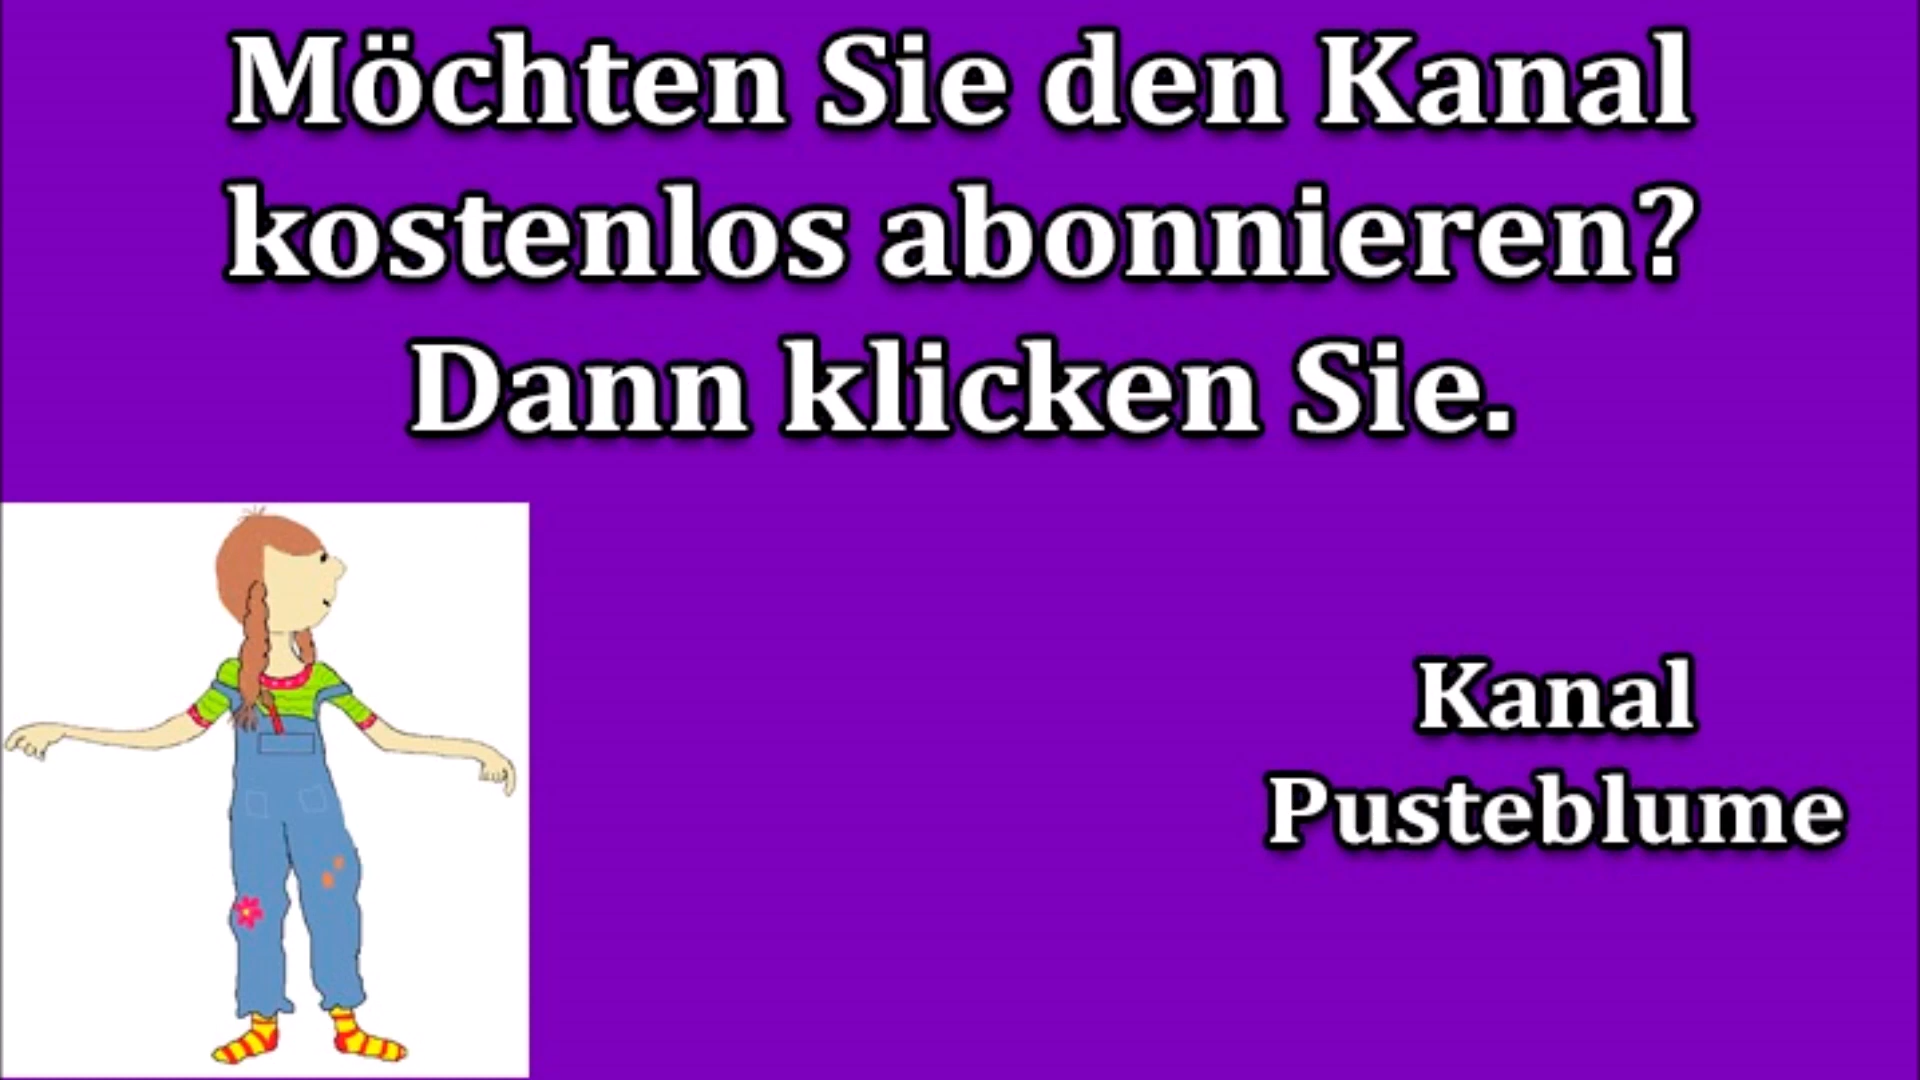 Möchten Sie den Kanal
kostenlos abonnieren?
Dann klicken Sie.
Kanal
Pusteblume